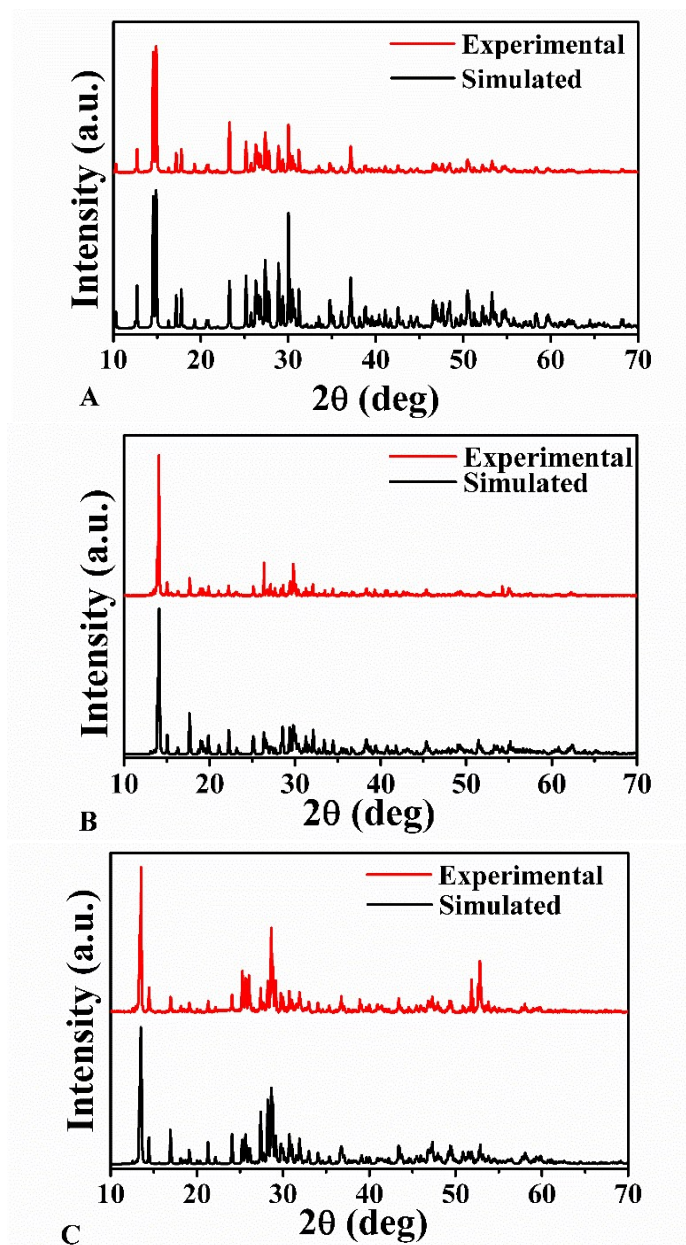 Experimental
Simulated
Intensity (a.u.)
10 20 30 40 50 60 70
2θ (deg)
A
Experimental
Simulated
Intensity (a.u.)
10 20 30 40 50 60 70
2θ (deg)
B
Experimental
Simulated
Intensity (a.u.)
10 20 30 40 50 60 70
2θ (deg)
C